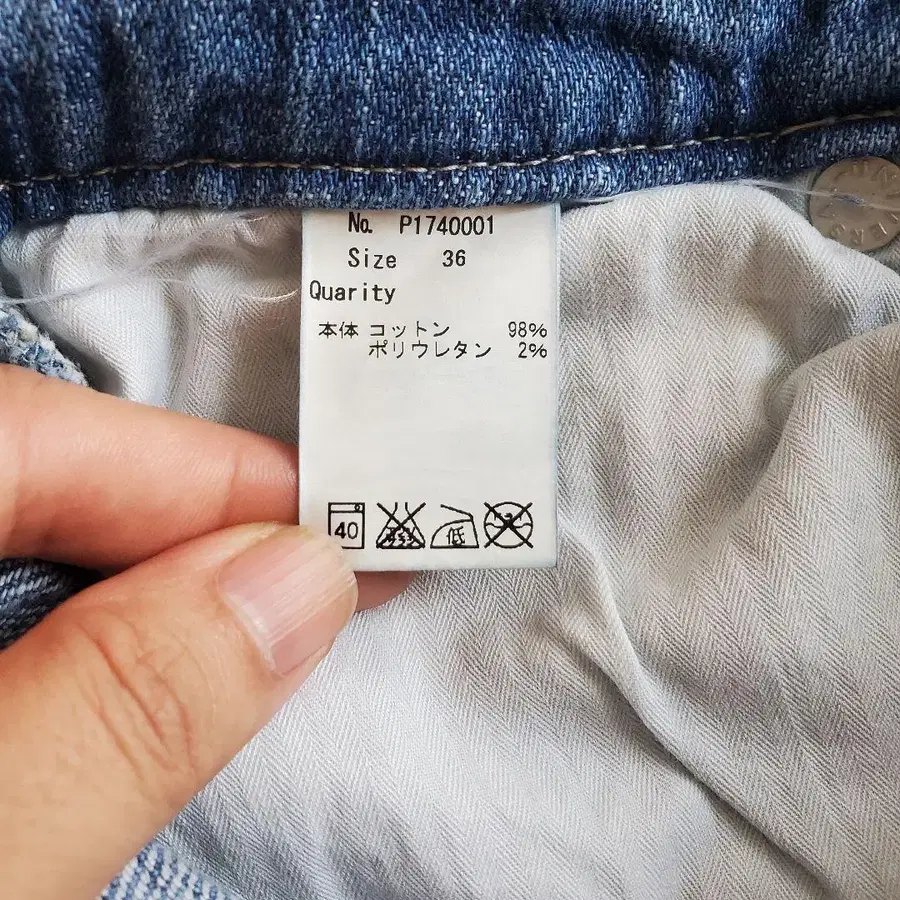 No. P1740001
Size 36
Quarity
本体 コットン 98%
ポリウレタン 2%
40 低